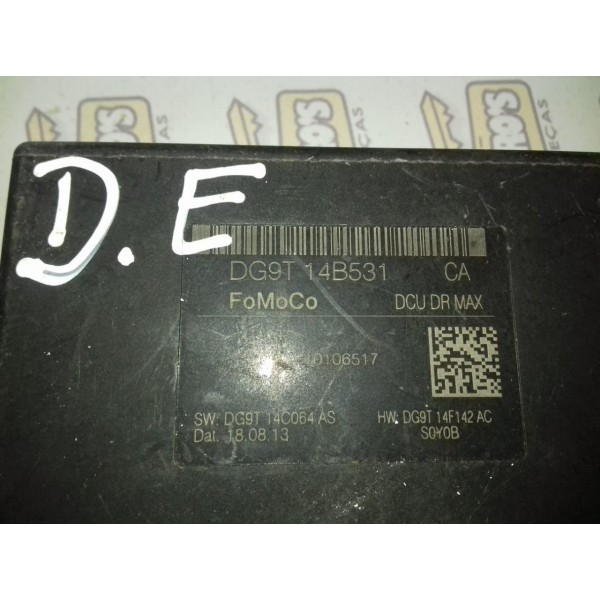 D.E
DG9T 14B531 CA
FoMoCo DCU DR MAX
10106517
SW: DG9T 14C064 AS HW: DG9T 14F142 AC
Dat. 18.08.13 SOY0B